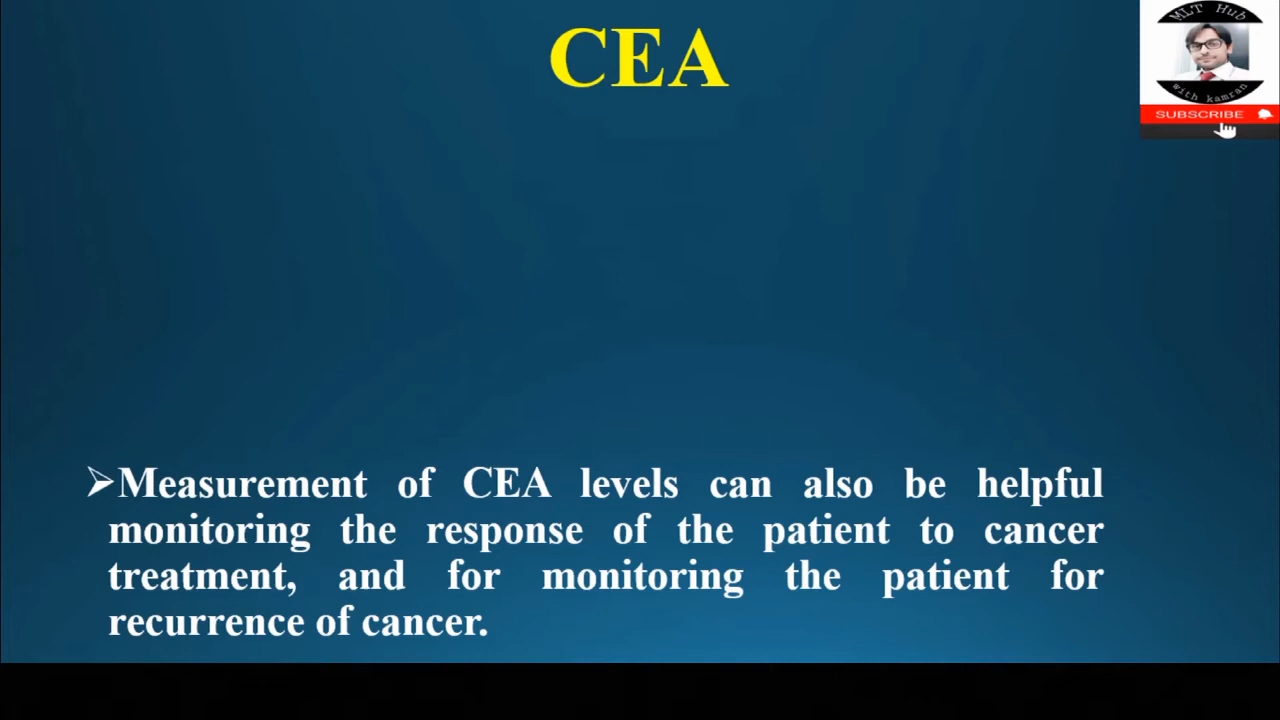 CEA
MLT Hub
with kamran
SUBSCRIBE
➢Measurement of CEA levels can also be helpful
monitoring the response of the patient to cancer
treatment, and for monitoring the patient for
recurrence of cancer.